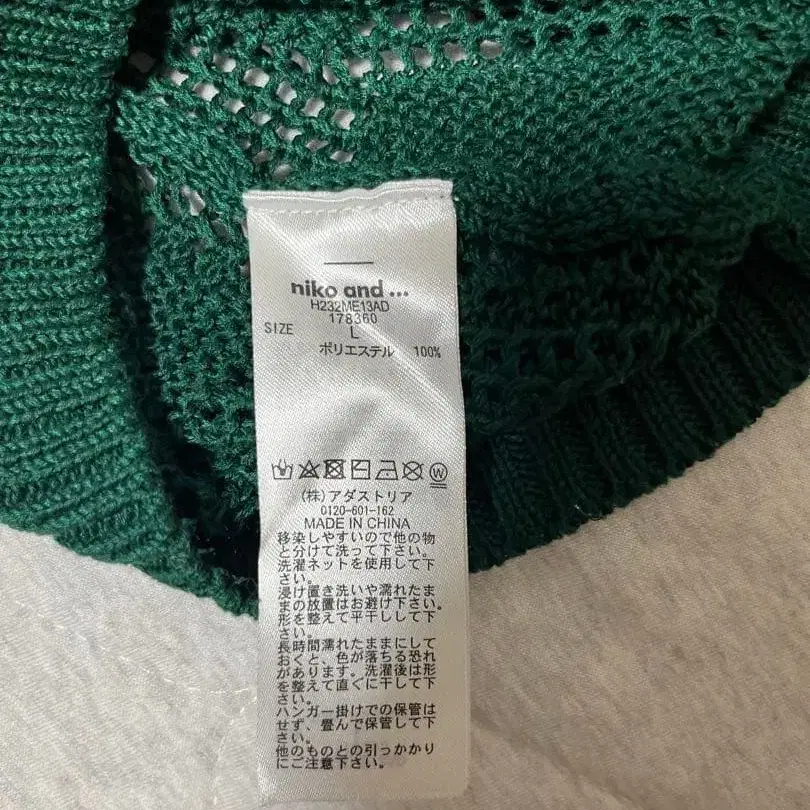 niko and ...
H232ME13AD
178360
SIZE L
ポリエステル 100%
(株)アダストリア
0120-601-162
MADE IN CHINA
移染しやすいので他の物
と分けて洗って下さい。
洗濯ネットを使用して下
さい。
浸け置き洗いや濡れたま
まの放置はお避け下さい。
形を整えて平干しして下
さい。
長時間濡れたままにして
おくと、色が落ちる恐れ
があります。洗濯後は形
を整えて直ぐに干して下
さい。
ハンガー掛けでの保管は
せず、畳んで保管して下
さい。
他のものとの引っかかり
にご注意下さい。